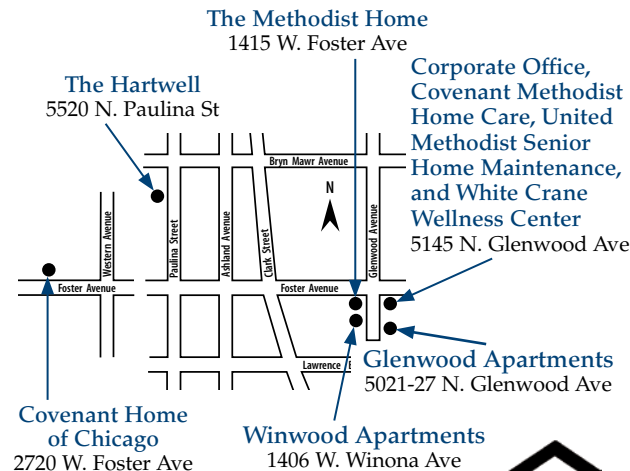 The Methodist Home
1415 W. Foster Ave
The Hartwell
5520 N. Paulina St
Corporate Office,
Covenant Methodist
Home Care, United
Methodist Senior
Home Maintenance,
and White Crane
Wellness Center
5145 N. Glenwood Ave
Bryn Mawr Avenue
N
Western Avenue
Paulina Street
Ashland Avenue
Clark Street
Glenwood Avenue
Foster Avenue
Foster Avenue
Lawrence
Glenwood Apartments
5021-27 N. Glenwood Ave
Covenant Home
of Chicago
2720 W. Foster Ave
Winwood Apartments
1406 W. Winona Ave